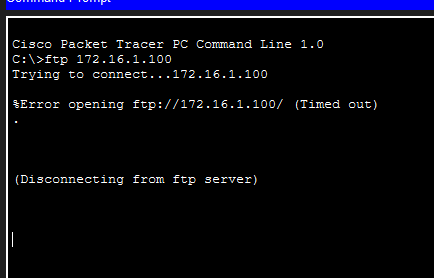 Command Prompt
Cisco Packet Tracer PC Command Line 1.0
C:\>ftp 172.16.1.100
Trying to connect...172.16.1.100
%Error opening ftp://172.16.1.100/ (Timed out)
.
(Disconnecting from ftp server)